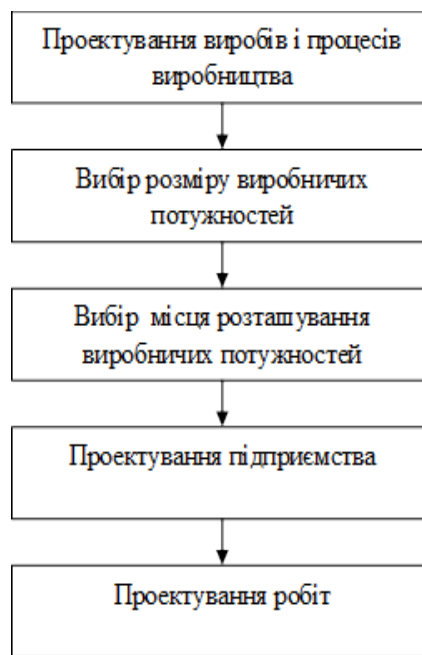 Проектування виробів і процесів
виробництва
Вибір розміру виробничих
потужностей
Вибір місця розташування
виробничих потужностей
Проектування підприємства
Проектування робіт